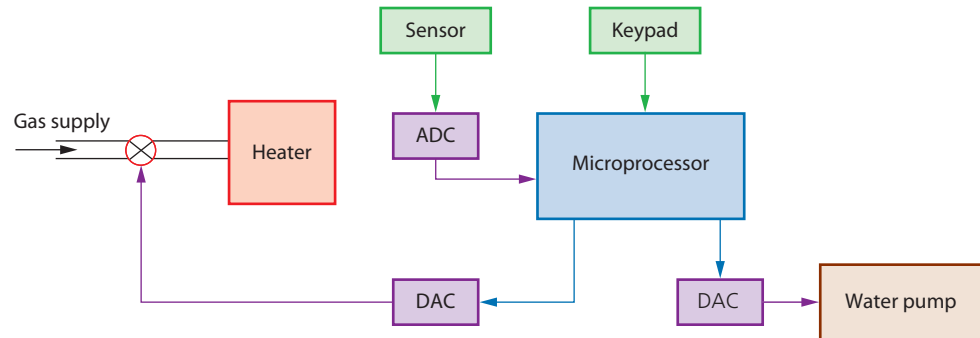 Sensor
Keypad
Gas supply
Heater
ADC
Microprocessor
DAC
DAC
Water pump